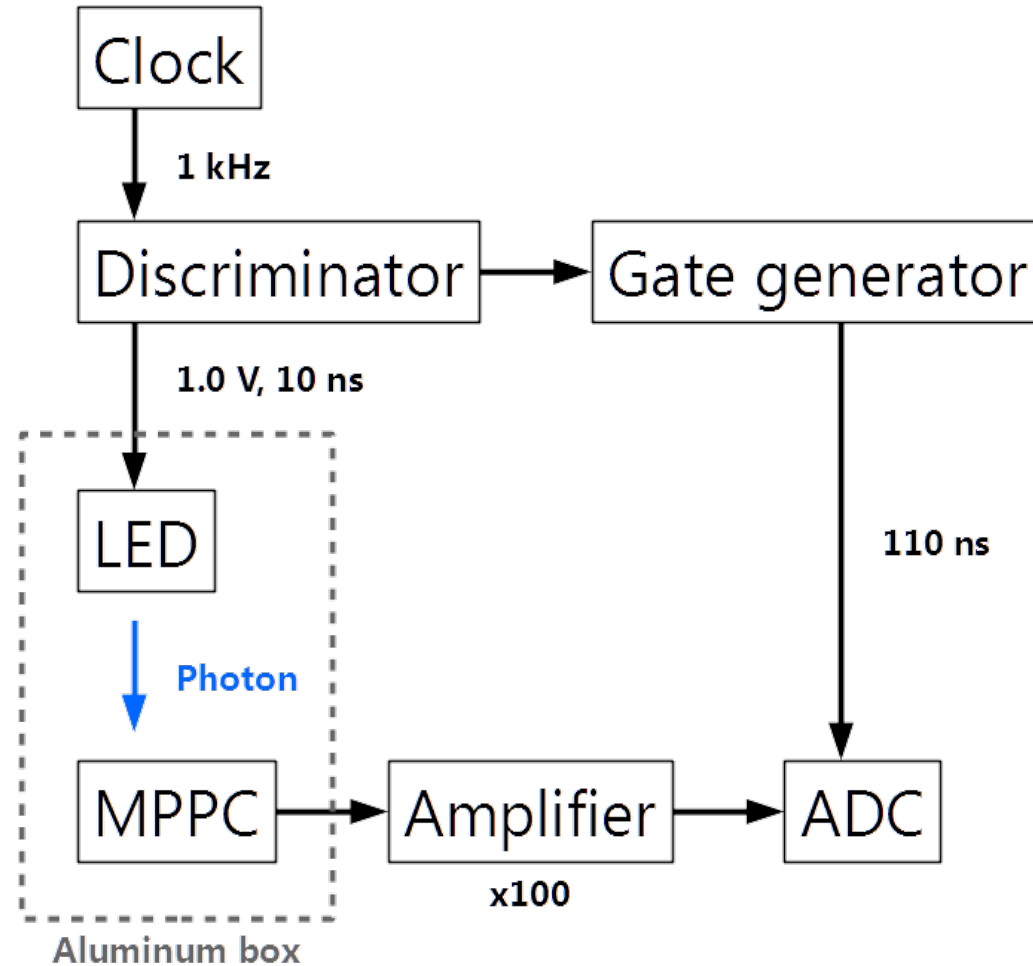 Clock
1 kHz
Discriminator
Gate generator
1.0 V, 10 ns
LED
110 ns
Photon
MPPC
Amplifier
ADC
x100
Aluminum box